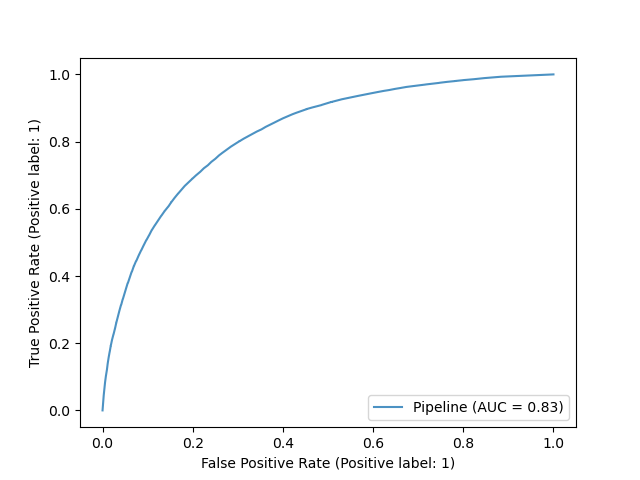 1.0
0.8
0.6
0.4
0.2
0.0
True Positive Rate (Positive label: 1)
Pipeline (AUC = 0.83)
0.0 0.2 0.4 0.6 0.8 1.0
False Positive Rate (Positive label: 1)